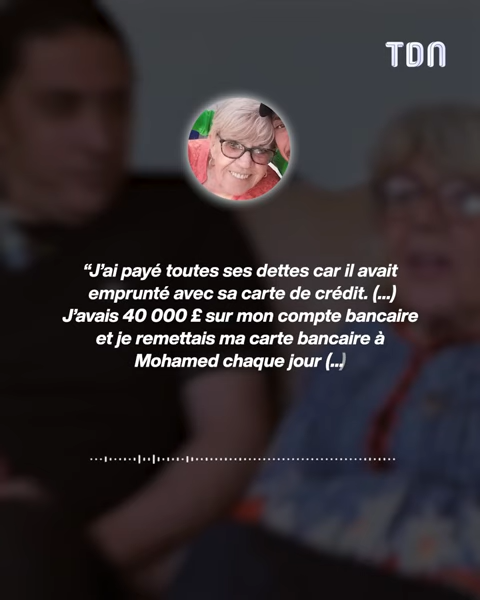 TDN
“J’ai payé toutes ses dettes car il avait
emprunté avec sa carte de crédit. (...)
J’avais 40 000 £ sur mon compte bancaire
et je remettais ma carte bancaire à
Mohamed chaque jour (...)